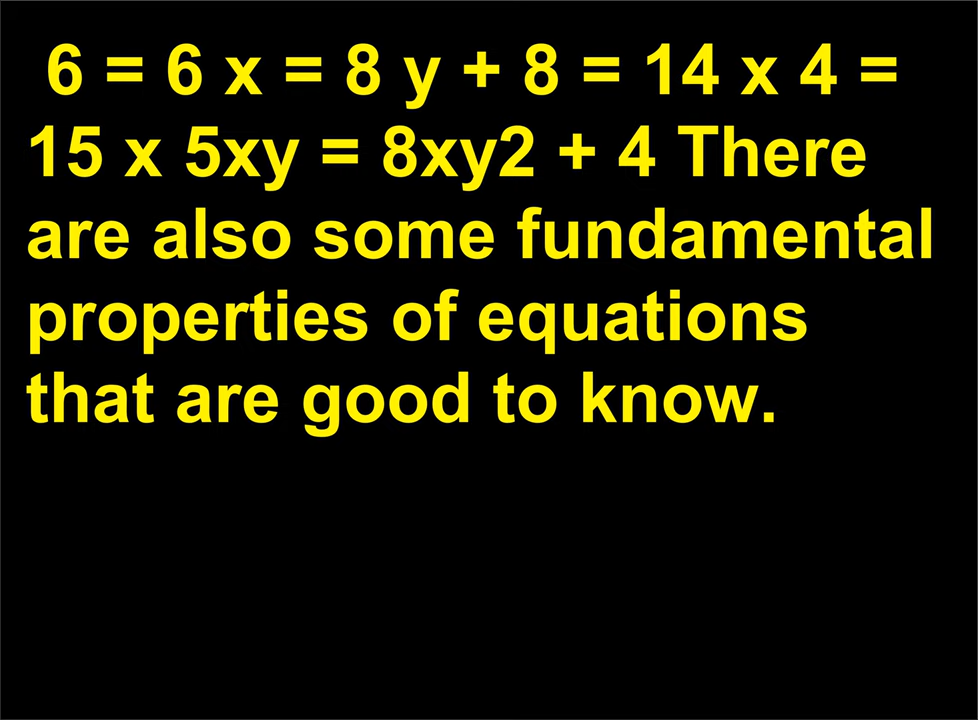 6 = 6 x = 8 y + 8 = 14 x 4 =
15 x 5xy = 8xy2 + 4 There
are also some fundamental
properties of equations
that are good to know.